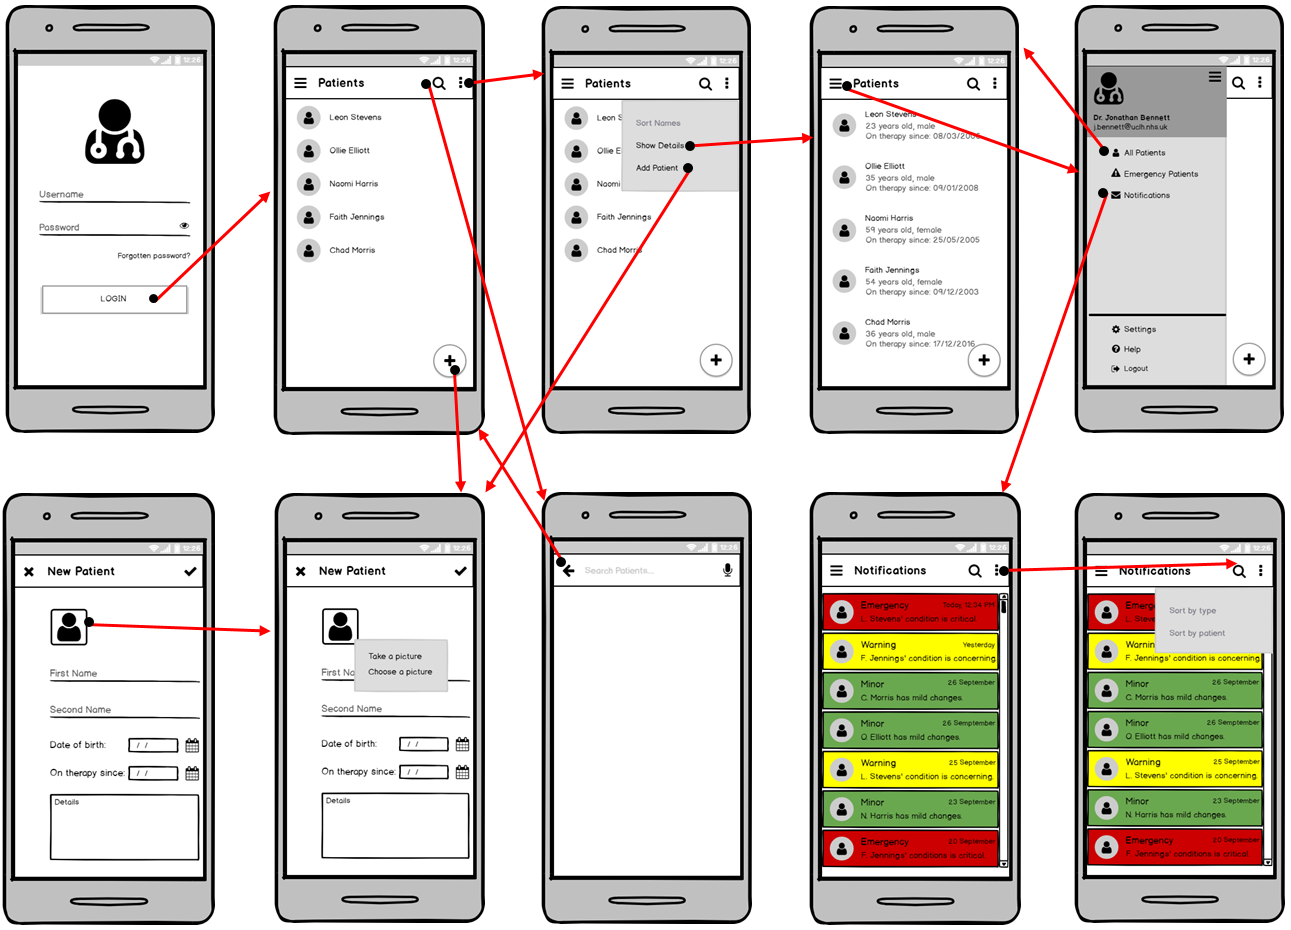 12:26
Username
Password
Forgotten password?
LOGIN
12:26
Patients
Leon Stevens
Ollie Elliott
Naomi Harris
Faith Jennings
Chad Morris
12:26
Patients
Leon S
Ollie E
Naomi
Faith Jennings
Chad Morris
Sort Names
Show Details
Add Patient
12:26
Patients
Leon Stevens
23 years old, male
On therapy since: 08/03/200
Ollie Elliott
35 years old, male
On therapy since: 09/01/2008
Naomi Harris
59 years old, female
On therapy since: 25/05/2005
Faith Jennings
54 years old, female
On therapy since: 09/12/2003
Chad Morris
36 years old, male
On therapy since: 17/12/2016
12:26
Dr. Jonathan Bennett
j.bennett@uclh.nhs.uk
All Patients
Emergency Patients
Notifications
Settings
Help
Logout
12:26
New Patient
First Name
Second Name
Date of birth: / /
On therapy since: / /
Details
12:26
New Patient
Take a picture
Choose a picture
First Na
Second Name
Date of birth: / /
On therapy since: / /
Details
12:26
Search Patients...
12:26
Notifications
Emergency Today, 12:34 PM
L. Stevens' condition is critical.
Warning Yesterday
F. Jennings' condition is concerning.
Minor 26 September
C. Morris has mild changes.
Minor 26 Semptember
O. Elliott has mild changes.
Warning 25 September
L. Stevens' condition is concerning.
Minor 23 September
N. Harris has mild changes.
Emergency 20 September
F. Jennings' conditions is critical.
12:26
Notifications
Sort by type
Sort by patient
Emerge
L. Steve
Warning
F. Jennings' condition is concerning.
Minor 26 September
C. Morris has mild changes.
Minor 26 Semptember
O. Elliott has mild changes.
Warning 25 September
L. Stevens' condition is concerning.
Minor 23 September
N. Harris has mild changes.
Emergency 20 September
F. Jennings' conditions is critical.